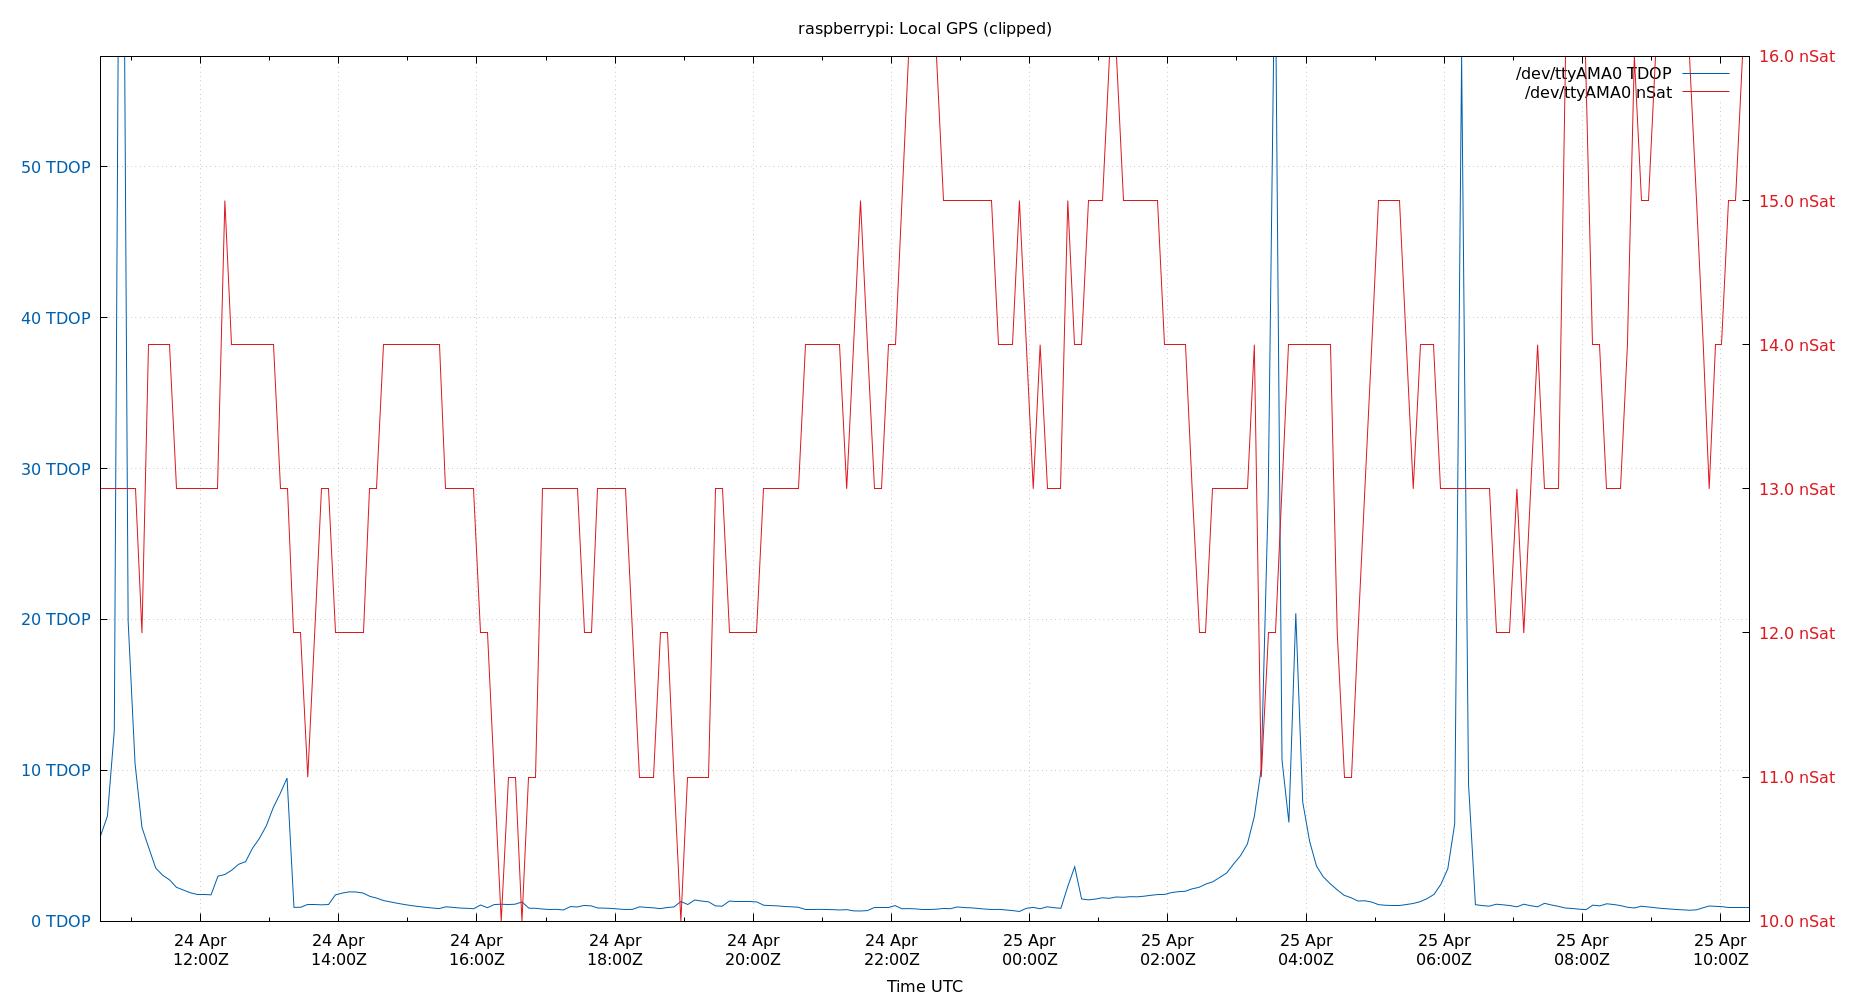 raspberrypi: Local GPS (clipped)
/dev/ttyAMA0 TDOP
/dev/ttyAMA0 nSat
50 TDOP
40 TDOP
30 TDOP
20 TDOP
10 TDOP
0 TDOP
16.0 nSat
15.0 nSat
14.0 nSat
13.0 nSat
12.0 nSat
11.0 nSat
10.0 nSat
24 Apr
12:00Z
24 Apr
14:00Z
24 Apr
16:00Z
24 Apr
18:00Z
24 Apr
20:00Z
24 Apr
22:00Z
25 Apr
00:00Z
25 Apr
02:00Z
25 Apr
04:00Z
25 Apr
06:00Z
25 Apr
08:00Z
25 Apr
10:00Z
Time UTC